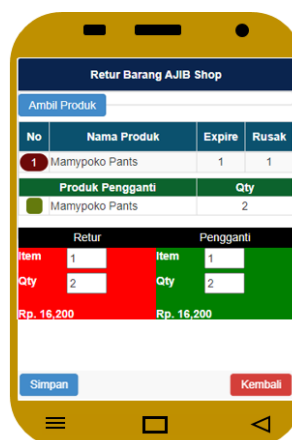 Retur Barang AJIB Shop
Ambil Produk
No Nama Produk Expire Rusak
1 Mamypoko Pants 1 1
Produk Pengganti Qty
Mamypoko Pants 2
Retur Pengganti
Item 1 Item 1
Qty 2 Qty 2
Rp. 16,200 Rp. 16,200
Simpan Kembali